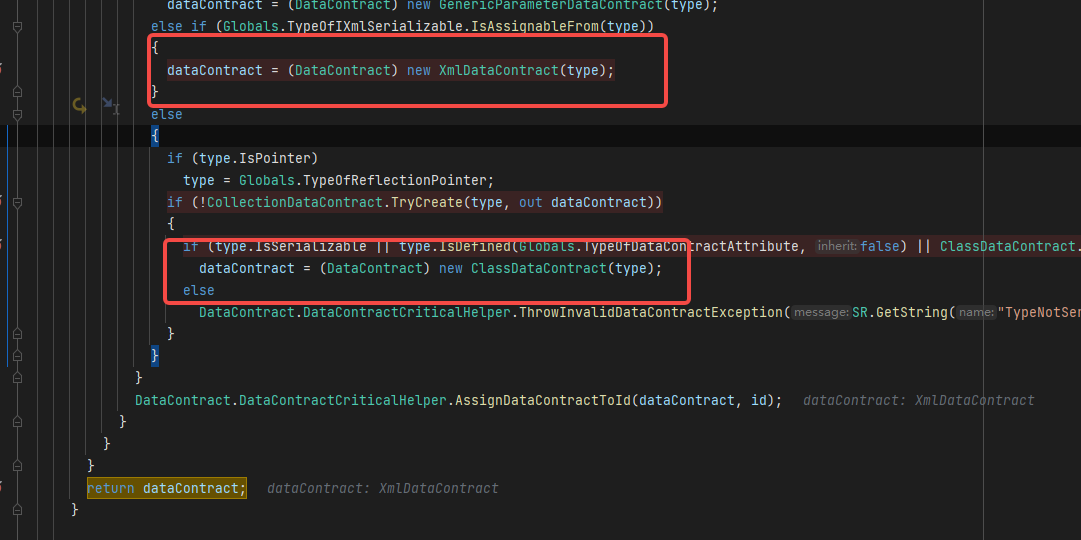 dataContract = (DataContract) new GenericParameterDataContract(type);
else if (Globals.TypeOfIXmlSerializable.IsAssignableFrom(type))
{
dataContract = (DataContract) new XmlDataContract(type);
}
else
{
if (type.IsPointer)
type = Globals.TypeOfReflectionPointer;
if (!CollectionDataContract.TryCreate(type, out dataContract))
{
if (type.IsSerializable || type.IsDefined(Globals.TypeOfDataContractAttribute, inherit:false) || ClassDataContract.
dataContract = (DataContract) new ClassDataContract(type);
else
DataContract.DataContractCriticalHelper.ThrowInvalidDataContractException(message:SR.GetString(name:"TypeNotSer
}
}
}
DataContract.DataContractCriticalHelper.AssignDataContractToId(dataContract, id); dataContract: XmlDataContract
}
}
}
return dataContract; dataContract: XmlDataContract
}